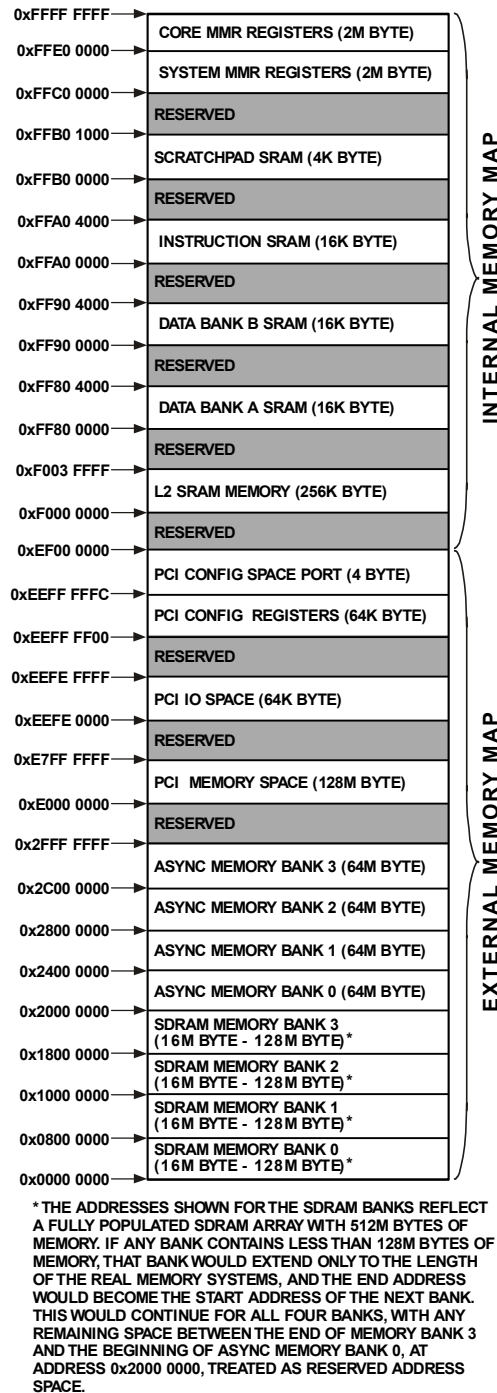 0xFFFF FFFF
CORE MMR REGISTERS (2M BYTE)
0xFFE0 0000
SYSTEM MMR REGISTERS (2M BYTE)
0xFFC0 0000
RESERVED
0xFFB0 1000
SCRATCHPAD SRAM (4K BYTE)
0xFFB0 0000
RESERVED
0xFFA0 4000
INSTRUCTION SRAM (16K BYTE)
0xFFA0 0000
RESERVED
0xFF90 4000
DATA BANK B SRAM (16K BYTE)
0xFF90 0000
RESERVED
0xFF80 4000
DATA BANK A SRAM (16K BYTE)
0xFF80 0000
RESERVED
0xF003 FFFF
L2 SRAM MEMORY (256K BYTE)
0xF000 0000
RESERVED
0xEF00 0000
INTERNAL MEMORY MAP
PCI CONFIG SPACE PORT (4 BYTE)
0xEEFF FFFC
PCI CONFIG REGISTERS (64K BYTE)
0xEEFF FF00
RESERVED
0xEEFE FFFF
PCI IO SPACE (64K BYTE)
0xEEFE 0000
RESERVED
0xE7FF FFFF
PCI MEMORY SPACE (128M BYTE)
0xE000 0000
RESERVED
0x2FFF FFFF
ASYNC MEMORY BANK 3 (64M BYTE)
0x2C00 0000
ASYNC MEMORY BANK 2 (64M BYTE)
0x2800 0000
ASYNC MEMORY BANK 1 (64M BYTE)
0x2400 0000
ASYNC MEMORY BANK 0 (64M BYTE)
0x2000 0000
SDRAM MEMORY BANK 3
(16M BYTE - 128M BYTE)*
0x1800 0000
SDRAM MEMORY BANK 2
(16M BYTE - 128M BYTE)*
0x1000 0000
SDRAM MEMORY BANK 1
(16M BYTE - 128M BYTE)*
0x0800 0000
SDRAM MEMORY BANK 0
(16M BYTE - 128M BYTE)*
0x0000 0000
EXTERNAL MEMORY MAP
* THE ADDRESSES SHOWN FOR THE SDRAM BANKS REFLECT
A FULLY POPULATED SDRAM ARRAY WITH 512M BYTES OF
MEMORY. IF ANY BANK CONTAINS LESS THAN 128M BYTES OF
MEMORY, THAT BANK WOULD EXTEND ONLY TO THE LENGTH
OF THE REAL MEMORY SYSTEMS, AND THE END ADDRESS
WOULD BECOME THE START ADDRESS OF THE NEXT BANK.
THIS WOULD CONTINUE FOR ALL FOUR BANKS, WITH ANY
REMAINING SPACE BETWEEN THE END OF MEMORY BANK 3
AND THE BEGINNING OF ASYNC MEMORY BANK 0, AT
ADDRESS 0x2000 0000, TREATED AS RESERVED ADDRESS
SPACE.